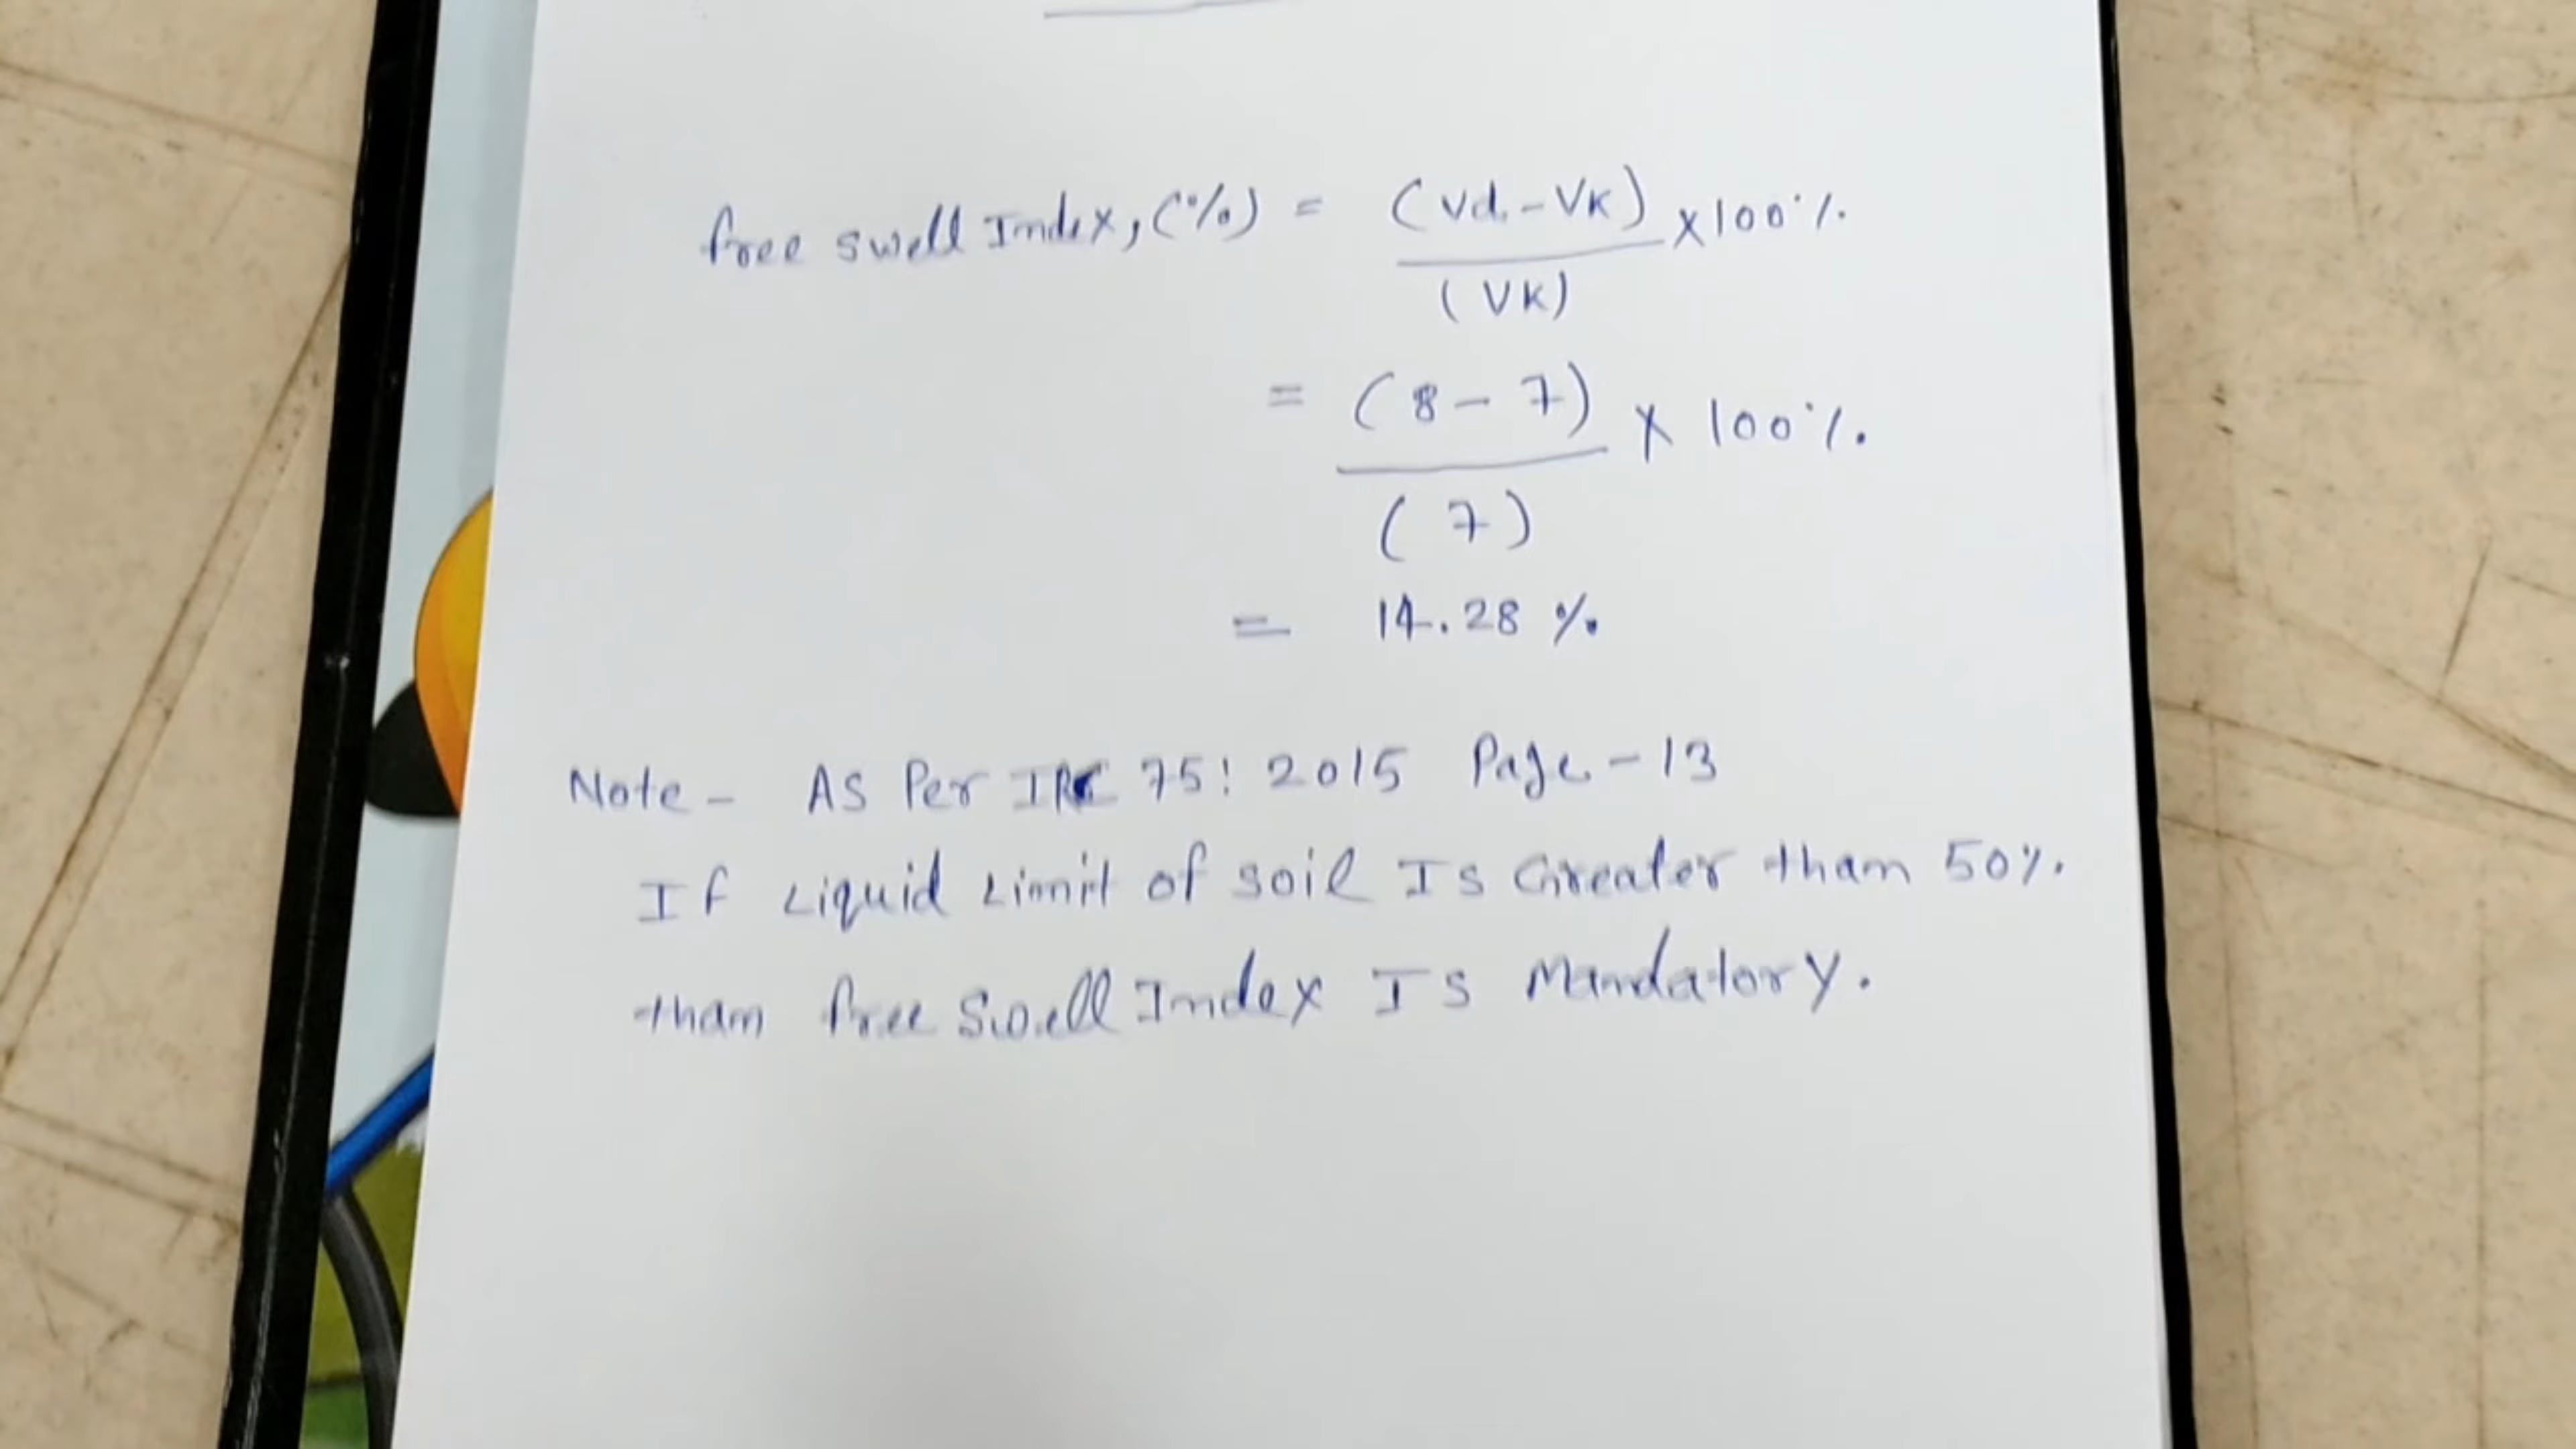 free swell Index, (%) = (Vd - VK) x100%
(VK)
= (8 - 7) x 100%.
(7)
= 14.28 %.
Note - As Per IRC 75: 2015 Page - 13
If Liquid Limit of soil Is Greater than 50%.
than free Swell Index Is Mandatory.